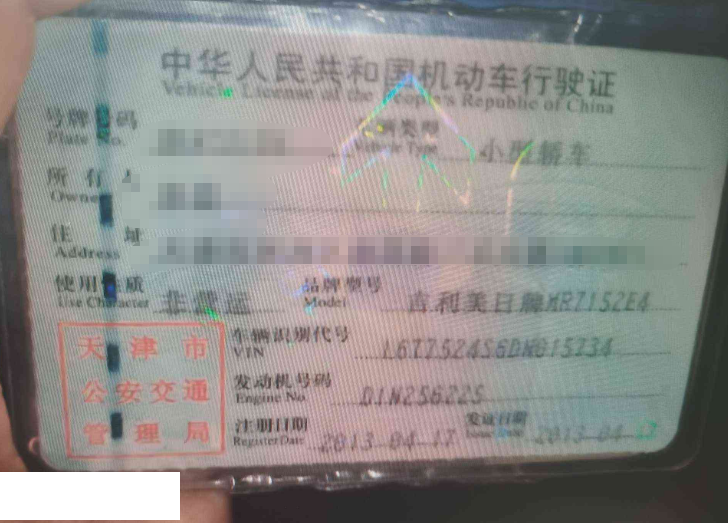 中华人民共和国机动车行驶证
Vehicle License of the People's Republic of China
号牌号码
Plate No.
车辆类型 小型轿车
Vehicle Type
所有人
Owner
住 址
Address
使用性质 非营运
Use Character
品牌型号 吉利美日牌MR7152E4
Model
天津市
公安交通
管理局
车辆识别代号 L6T7524S6DN015234
VIN
发动机号码 D1N256225
Engine No.
注册日期 2013-04-17
Register Date
发证日期 2013-04-17
Issue Date